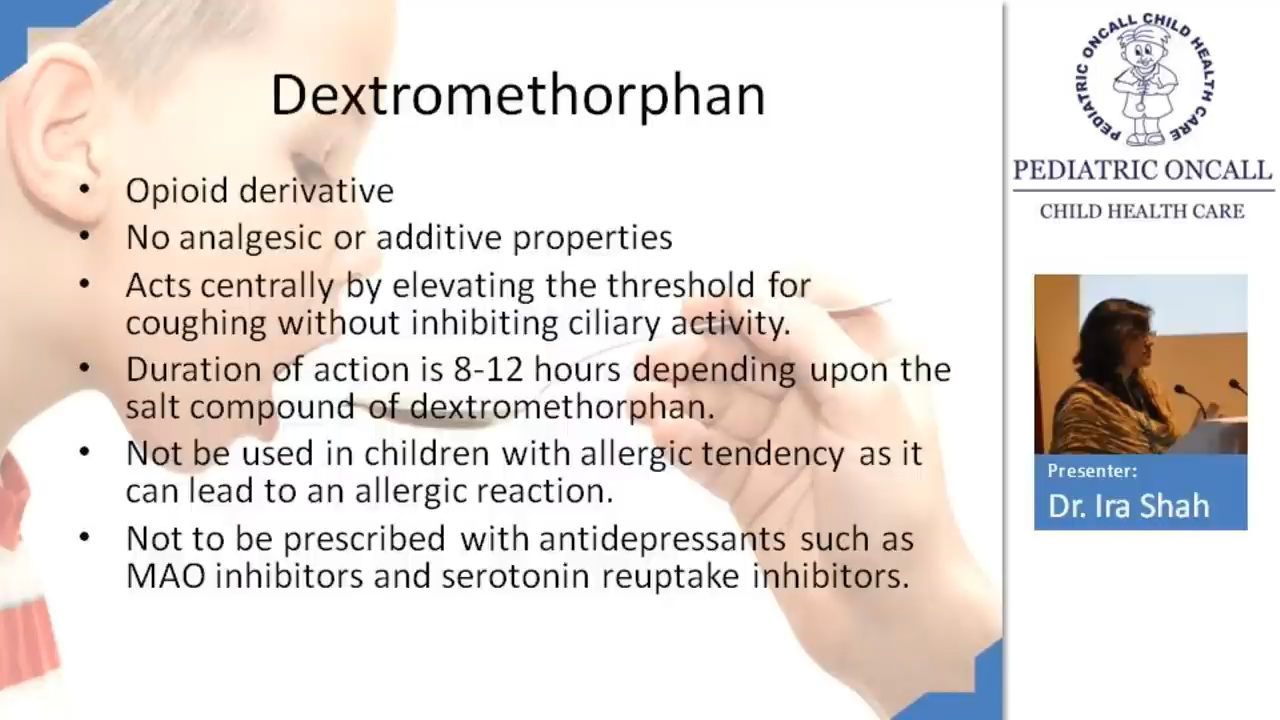 Dextromethorphan
• Opioid derivative
• No analgesic or additive properties
• Acts centrally by elevating the threshold for
coughing without inhibiting ciliary activity.
• Duration of action is 8-12 hours depending upon the
salt compound of dextromethorphan.
• Not be used in children with allergic tendency as it
can lead to an allergic reaction.
• Not to be prescribed with antidepressants such as
MAO inhibitors and serotonin reuptake inhibitors.
PEDIATRIC ONCALL CHILD HEALTH CARE
PEDIATRIC ONCALL
CHILD HEALTH CARE
Presenter:
Dr. Ira Shah